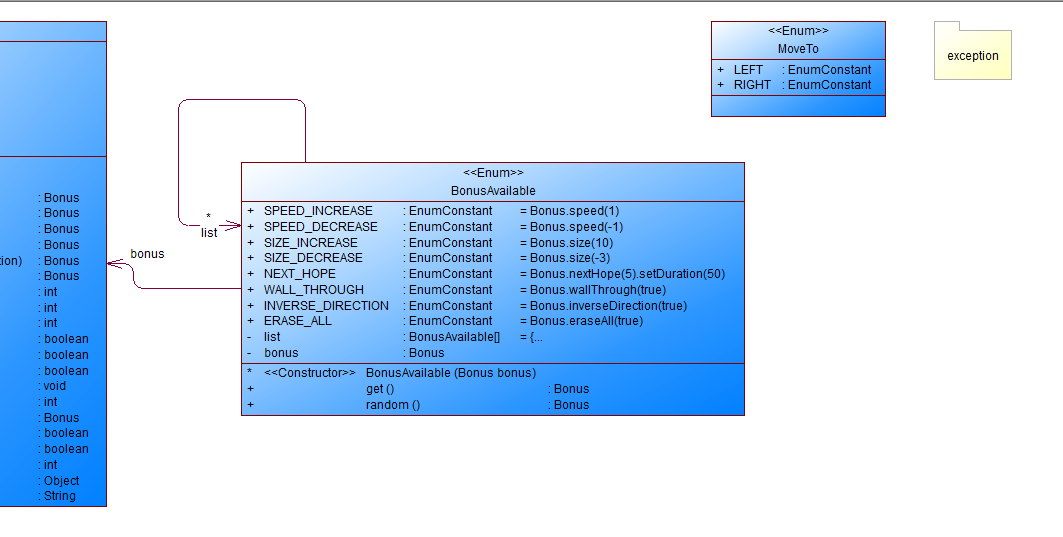 : Bonus
: Bonus
: Bonus
: Bonus
tion) : Bonus
: Bonus
: int
: int
: int
: boolean
: boolean
: boolean
: void
: int
: Bonus
: boolean
: boolean
: int
: Object
: String
bonus
*
list
<<Enum>>
BonusAvailable
+ SPEED_INCREASE : EnumConstant = Bonus.speed(1)
+ SPEED_DECREASE : EnumConstant = Bonus.speed(-1)
+ SIZE_INCREASE : EnumConstant = Bonus.size(10)
+ SIZE_DECREASE : EnumConstant = Bonus.size(-3)
+ NEXT_HOPE : EnumConstant = Bonus.nextHope(5).setDuration(50)
+ WALL_THROUGH : EnumConstant = Bonus.wallThrough(true)
+ INVERSE_DIRECTION : EnumConstant = Bonus.inverseDirection(true)
+ ERASE_ALL : EnumConstant = Bonus.eraseAll(true)
- list : BonusAvailable[] = {...
- bonus : Bonus
* <<Constructor>> BonusAvailable (Bonus bonus)
+ get () : Bonus
+ random () : Bonus
<<Enum>>
MoveTo
+ LEFT : EnumConstant
+ RIGHT : EnumConstant
exception